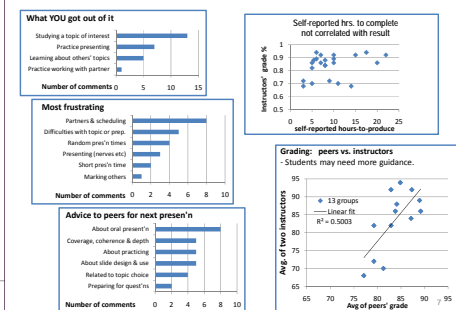 What YOU got out of it
Studying a topic of interest
Practice presenting
Learning about others' topics
Practice working with partner
Number of comments 0 5 10 15
Most frustrating
Partners & scheduling
Difficulties with topic or prep.
Random pres'n times
Presenting (nerves etc)
Short pres'n time
Marking others
Number of comments 0 2 4 6 8 10
Advice to peers for next presen'n
About oral present'n
Coverage, coherence & depth
About practicing
About slide design & use
Related to topic choice
Preparing for quest'ns
Number of comments 0 2 4 6 8 10
Self-reported hrs. to complete
not correlated with result
Instructors' grade %
1
0.9
0.8
0.7
0.6
0.5
0 5 10 15 20 25
self-reported hours-to-produce
Grading: peers vs. instructors
- Students may need more guidance.
Avg. of two instructors
95
90
85
80
75
70
65
13 groups
Linear fit
R² = 0.5003
65 70 75 80 85 90 95
Avg of peers' grade
7